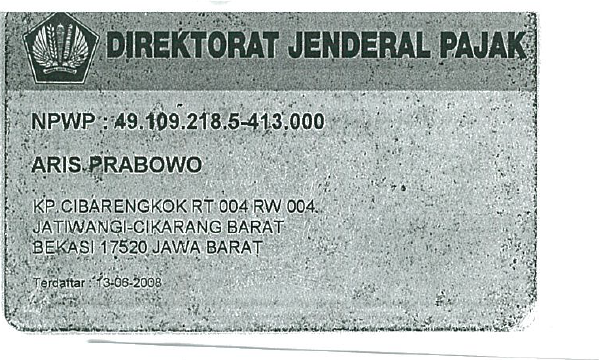 DIREKTORAT JENDERAL PAJAK
NPWP : 49.109.218.5-413.000
ARIS PRABOWO
KP.CIBARENGKOK RT 004 RW 004.
JATIWANGI-CIKARANG BARAT
BEKASI 17520 JAWA BARAT
Terdaftar : 13-06-2008